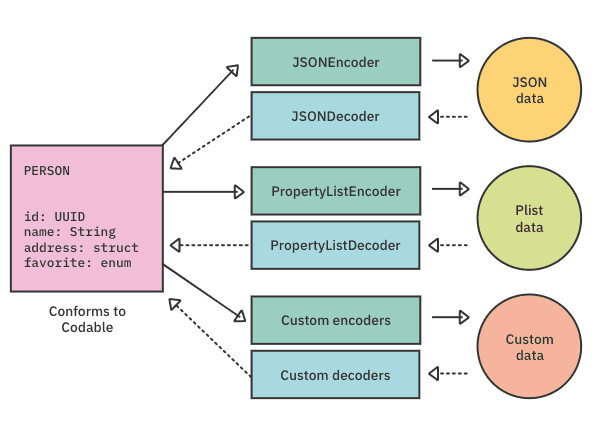 JSONEncoder
JSONDecoder
JSON
data
PERSON
id: UUID
name: String
address: struct
favorite: enum
Conforms to
Codable
PropertyListEncoder
PropertyListDecoder
Plist
data
Custom encoders
Custom decoders
Custom
data